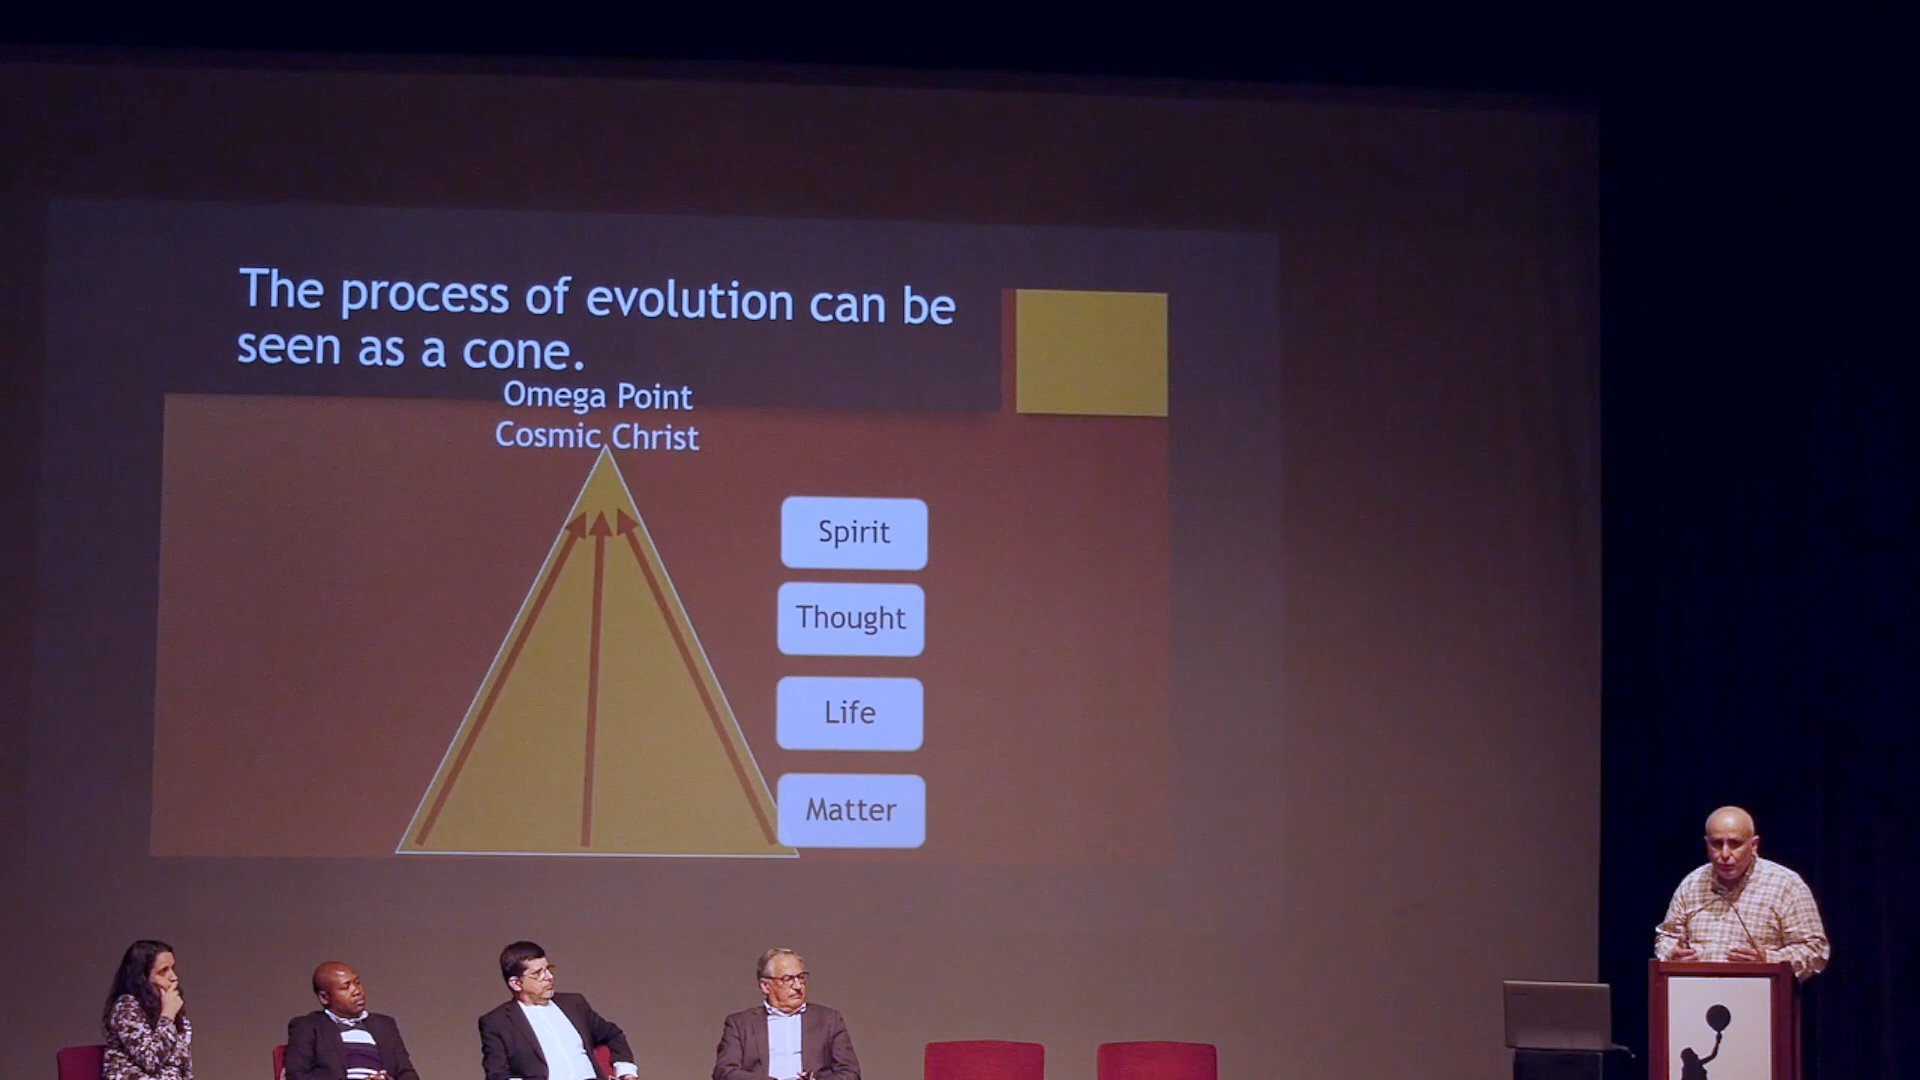 The process of evolution can be
seen as a cone.
Omega Point
Cosmic Christ
Spirit
Thought
Life
Matter